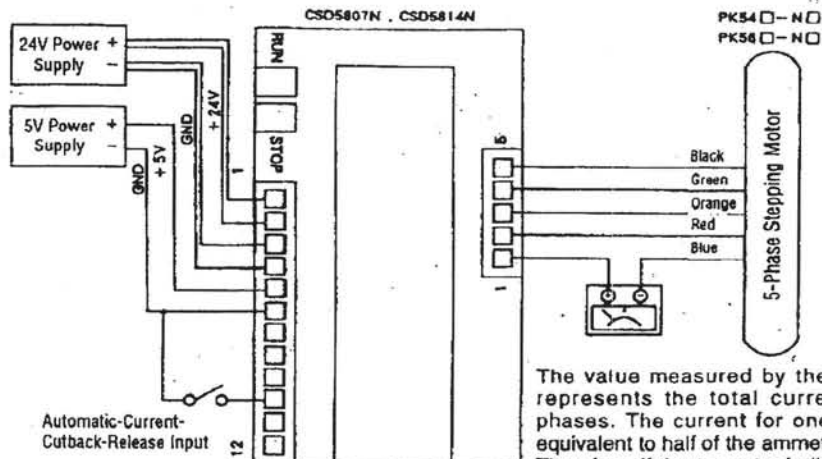 CSD5807N , CSD5814N
PK54□-N□
PK56□-N□
24V Power + Supply -
5V Power + Supply -
GND
+ 5V
GND
+ 24V
RUN
STOP
1
12
5
1
Black
Green
Orange
Red
Blue
+ -
5-Phase Stepping Motor
Automatic-Current-
Cutback-Release Input
The value measured by the
represents the total curre
phases. The current for one
equivalent to half of the ammet